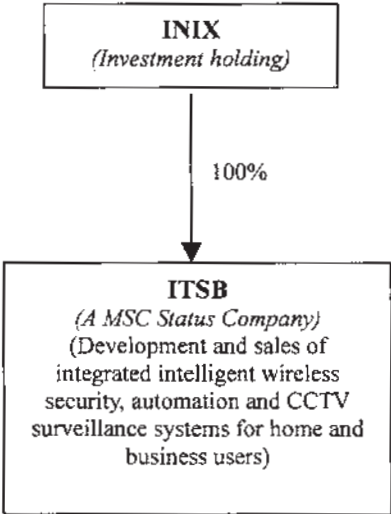 INIX
(Investment holding)
100%
ITSB
(A MSC Status Company)
(Development and sales of
integrated intelligent wireless
security, automation and CCTV
surveillance systems for home and
business users)